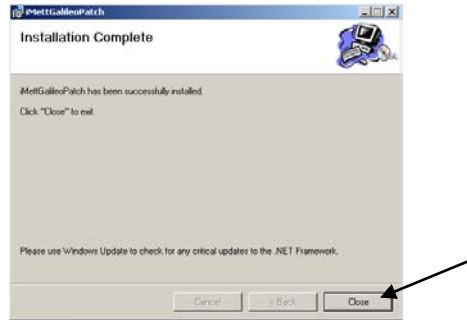 iMettGalileoPatch
Installation Complete
iMettGalileoPatch has been successfully installed.
Click "Close" to exit.
Please use Windows Update to check for any critical updates to the .NET Framework.
Cancel < Back Close